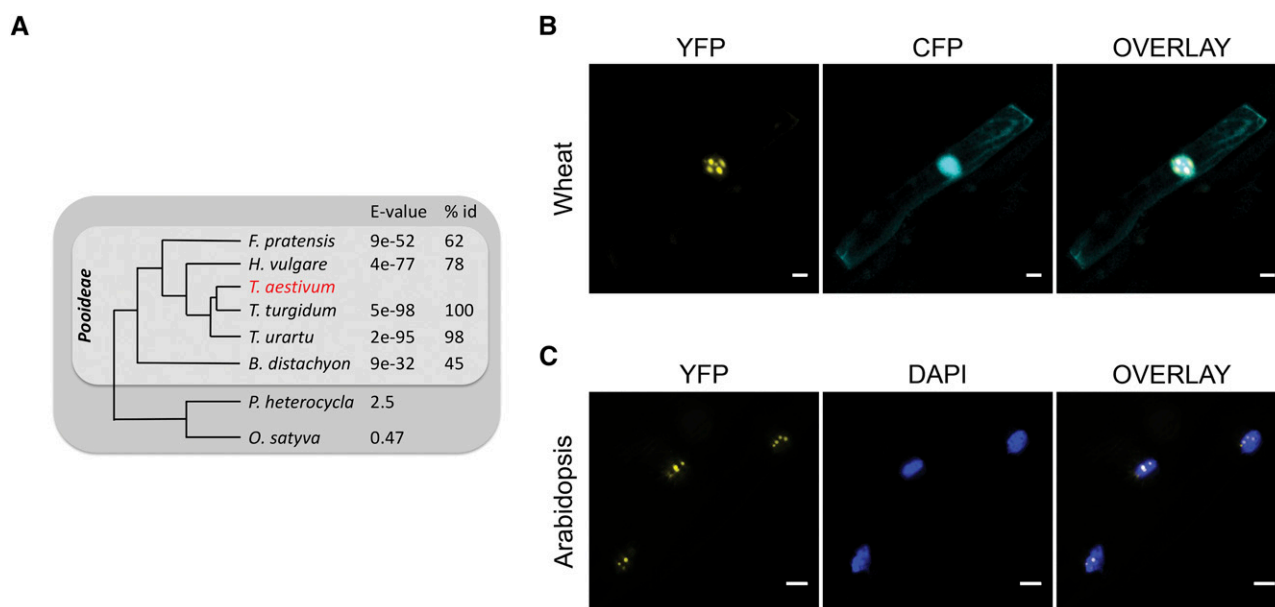 A
E-value % id
Pooideae
F. pratensis 9e-52 62
H. vulgare 4e-77 78
T. aestivum
T. turgidum 5e-98 100
T. urartu 2e-95 98
B. distachyon 9e-32 45
P. heterocycla 2.5
O. satyva 0.47
B
YFP CFP OVERLAY
Wheat
C
YFP DAPI OVERLAY
Arabidopsis